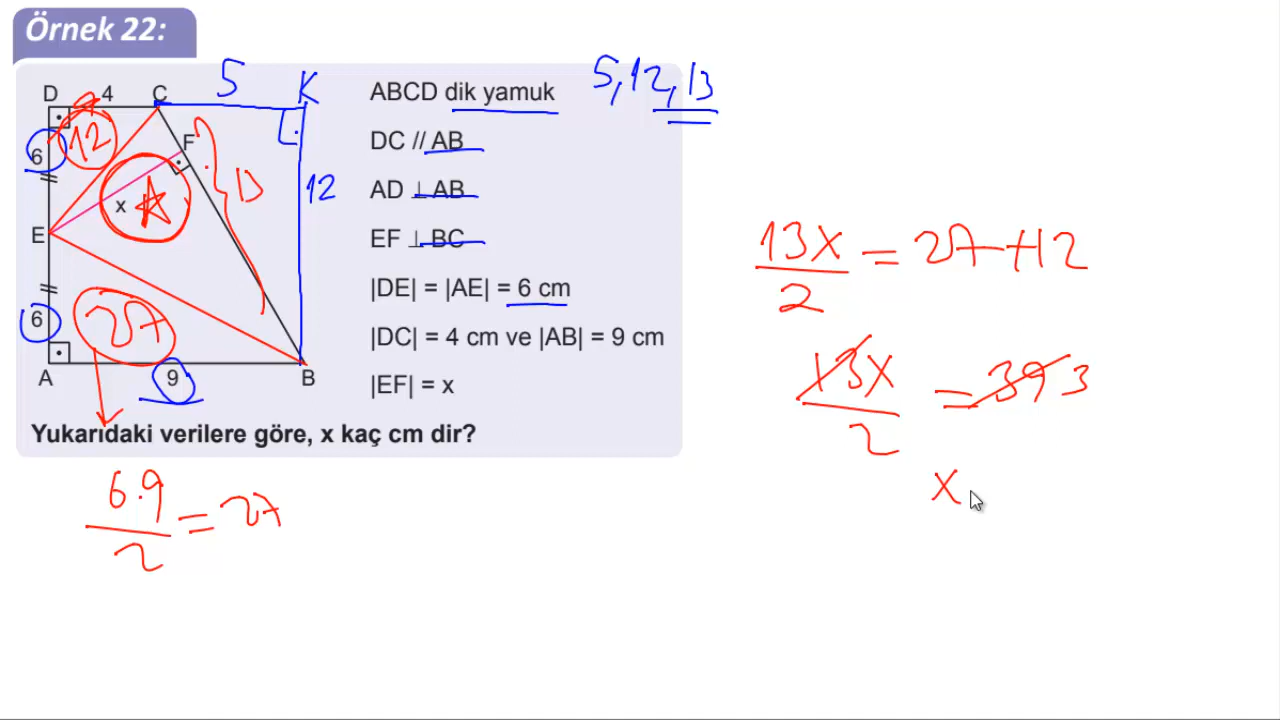 Örnek 22:
D 4 C 5 K
6 12 F
x 12 13
E
6 27
A 9 B
ABCD dik yamuk
5, 12, 13
DC // AB
AD ⊥ AB
EF ⊥ BC
|DE| = |AE| = 6 cm
|DC| = 4 cm ve |AB| = 9 cm
|EF| = x
Yukarıdaki verilere göre, x kaç cm dir?
6.9/2 = 27
13x/2 = 27+12
13x/2 = 39 3
x